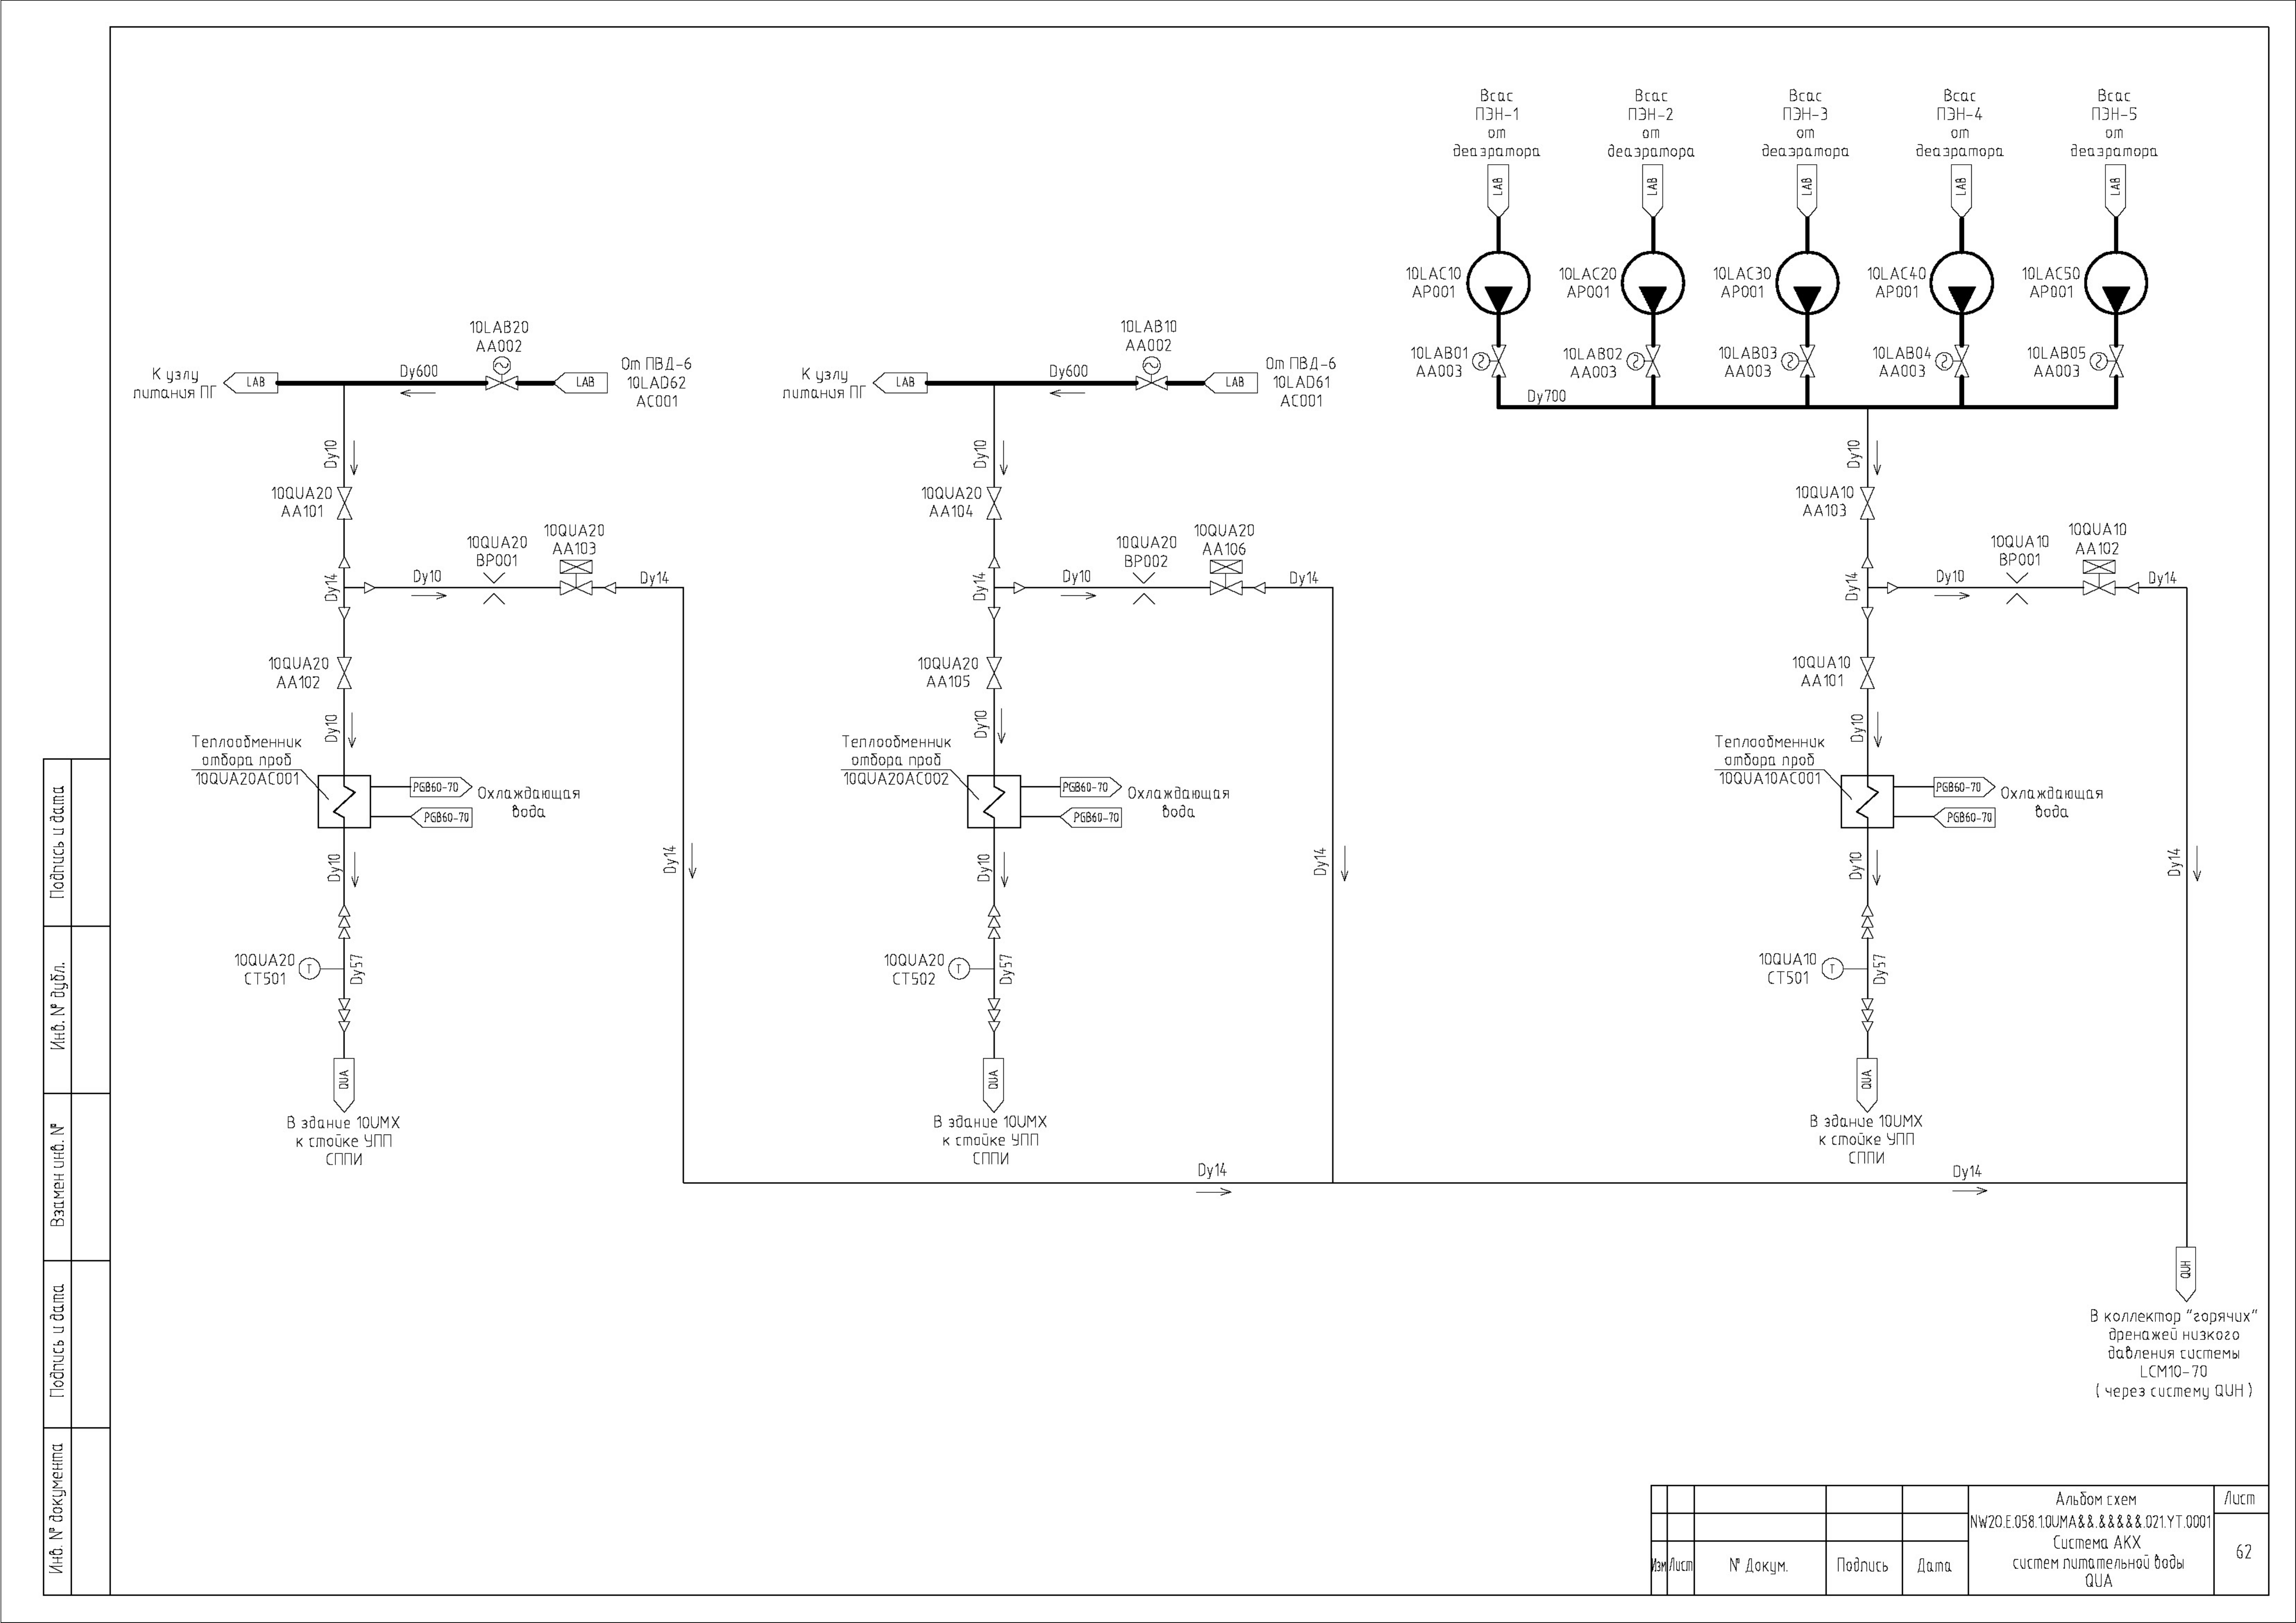 Всас
ПЭН-1
от
деаэратора
Всас
ПЭН-2
от
деаэратора
Всас
ПЭН-3
от
деаэратора
Всас
ПЭН-4
от
деаэратора
Всас
ПЭН-5
от
деаэратора
LAB
LAB
LAB
LAB
LAB
10LAC10
AP001
10LAC20
AP001
10LAC30
AP001
10LAC40
AP001
10LAC50
AP001
10LAB01
AA003
10LAB02
AA003
10LAB03
AA003
10LAB04
AA003
10LAB05
AA003
Dy700
К узлу
питания ПГ
LAB
Dy600
10LAB20
AA002
LAB
От ПВД-6
10LAD62
AC001
К узлу
питания ПГ
LAB
Dy600
10LAB10
AA002
LAB
От ПВД-6
10LAD61
AC001
Dy10
10QUA20
AA101
Dy14
Dy10
10QUA20
BP001
10QUA20
AA103
Dy14
10QUA20
AA102
Dy10
Теплообменник
отбора проб
10QUA20AC001
PGB60-70
PGB60-70
Охлаждающая
вода
Dy10
Dy14
10QUA20
CT501
T
Dy57
QUA
В здание 10UMX
к стойке УПП
СППИ
Dy10
10QUA20
AA104
Dy14
Dy10
10QUA20
BP002
10QUA20
AA106
Dy14
10QUA20
AA105
Dy10
Теплообменник
отбора проб
10QUA20AC002
PGB60-70
PGB60-70
Охлаждающая
вода
Dy10
Dy14
10QUA20
CT502
T
Dy57
QUA
В здание 10UMX
к стойке УПП
СППИ
Dy10
10QUA10
AA103
Dy14
Dy10
10QUA10
BP001
10QUA10
AA102
Dy14
10QUA10
AA101
Dy10
Теплообменник
отбора проб
10QUA10AC001
PGB60-70
PGB60-70
Охлаждающая
вода
Dy10
Dy14
10QUA10
CT501
T
Dy57
QUA
В здание 10UMX
к стойке УПП
СППИ
Dy14
Dy14
QUH
В коллектор "горячих"
дренажей низкого
давления системы
LCM10-70
( через систему QUH )
Подпись и дата
Инв. № дубл.
Взамен инв. №
Подпись и дата
Инв. № документа
Изм
Лист
№ Докум.
Подпись
Дата
Альбом схем
NW2O.E.058.1.0UMA&&.&&&&&.021.YT.0001
Система АКХ
систем питательной воды
QUA
Лист
62